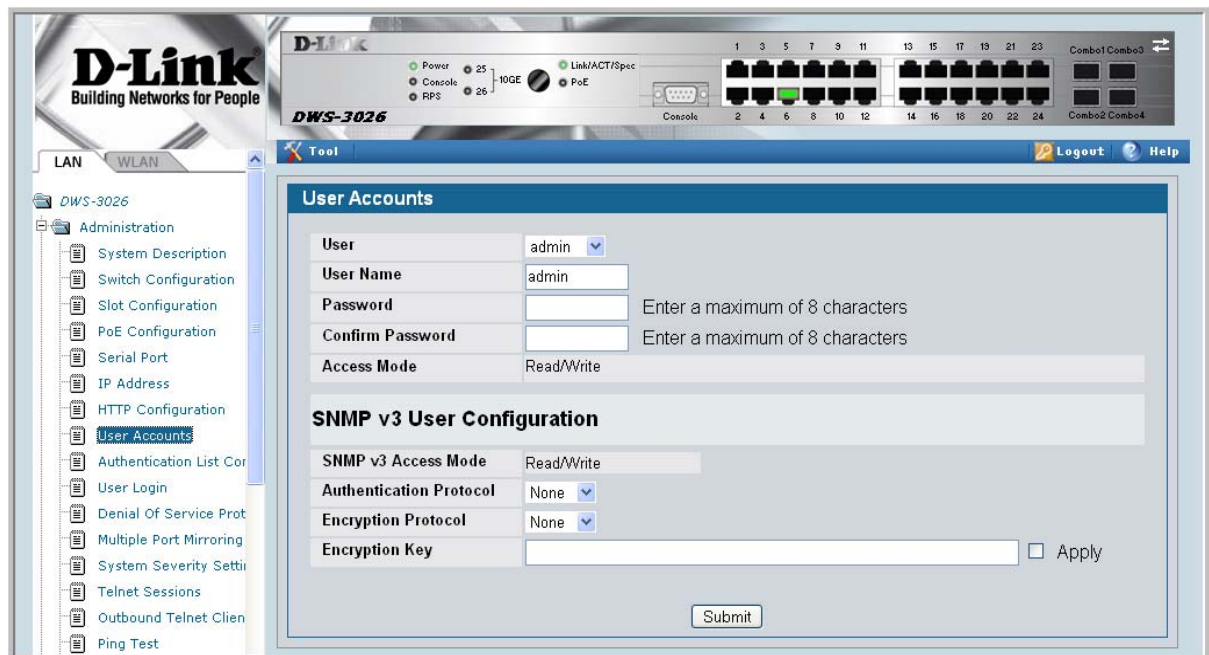 D-Link
Building Networks for People
D-Link
Power
Console
RPS
25
26
10GE
Link/ACT/Spec
PoE
DWS-3026
Console
1 3 5 7 9 11 13 15 17 19 21 23
2 4 6 8 10 12 14 16 18 20 22 24
Combo1 Combo3
Combo2 Combo4
LAN WLAN
Tool
Logout Help
DWS-3026
Administration
System Description
Switch Configuration
Slot Configuration
PoE Configuration
Serial Port
IP Address
HTTP Configuration
User Accounts
Authentication List Cor
User Login
Denial Of Service Prot
Multiple Port Mirroring
System Severity Settin
Telnet Sessions
Outbound Telnet Clien
Ping Test
User Accounts
User admin
User Name admin
Password Enter a maximum of 8 characters
Confirm Password Enter a maximum of 8 characters
Access Mode Read/Write
SNMP v3 User Configuration
SNMP v3 Access Mode Read/Write
Authentication Protocol None
Encryption Protocol None
Encryption Key Apply
Submit